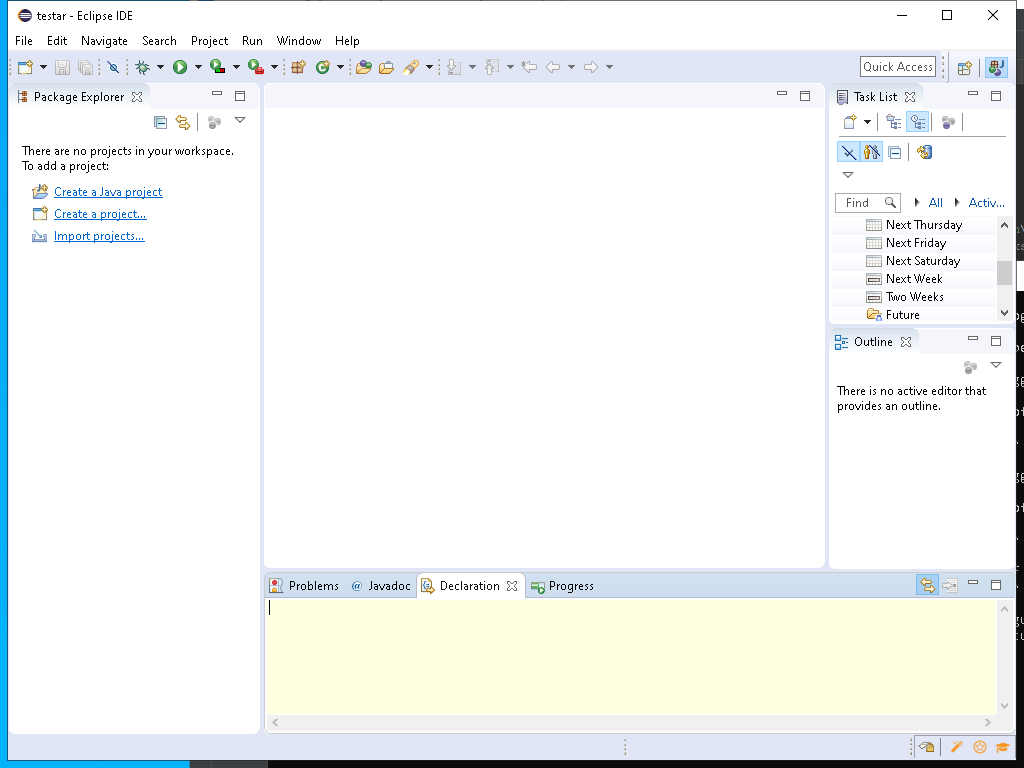 testar - Eclipse IDE
File Edit Navigate Search Project Run Window Help
Quick Access
Package Explorer
There are no projects in your workspace.
To add a project:
Create a Java project
Create a project...
Import projects...
Task List
Find All Activ...
Next Thursday
Next Friday
Next Saturday
Next Week
Two Weeks
Future
Outline
There is no active editor that
provides an outline.
Problems @ Javadoc Declaration Progress